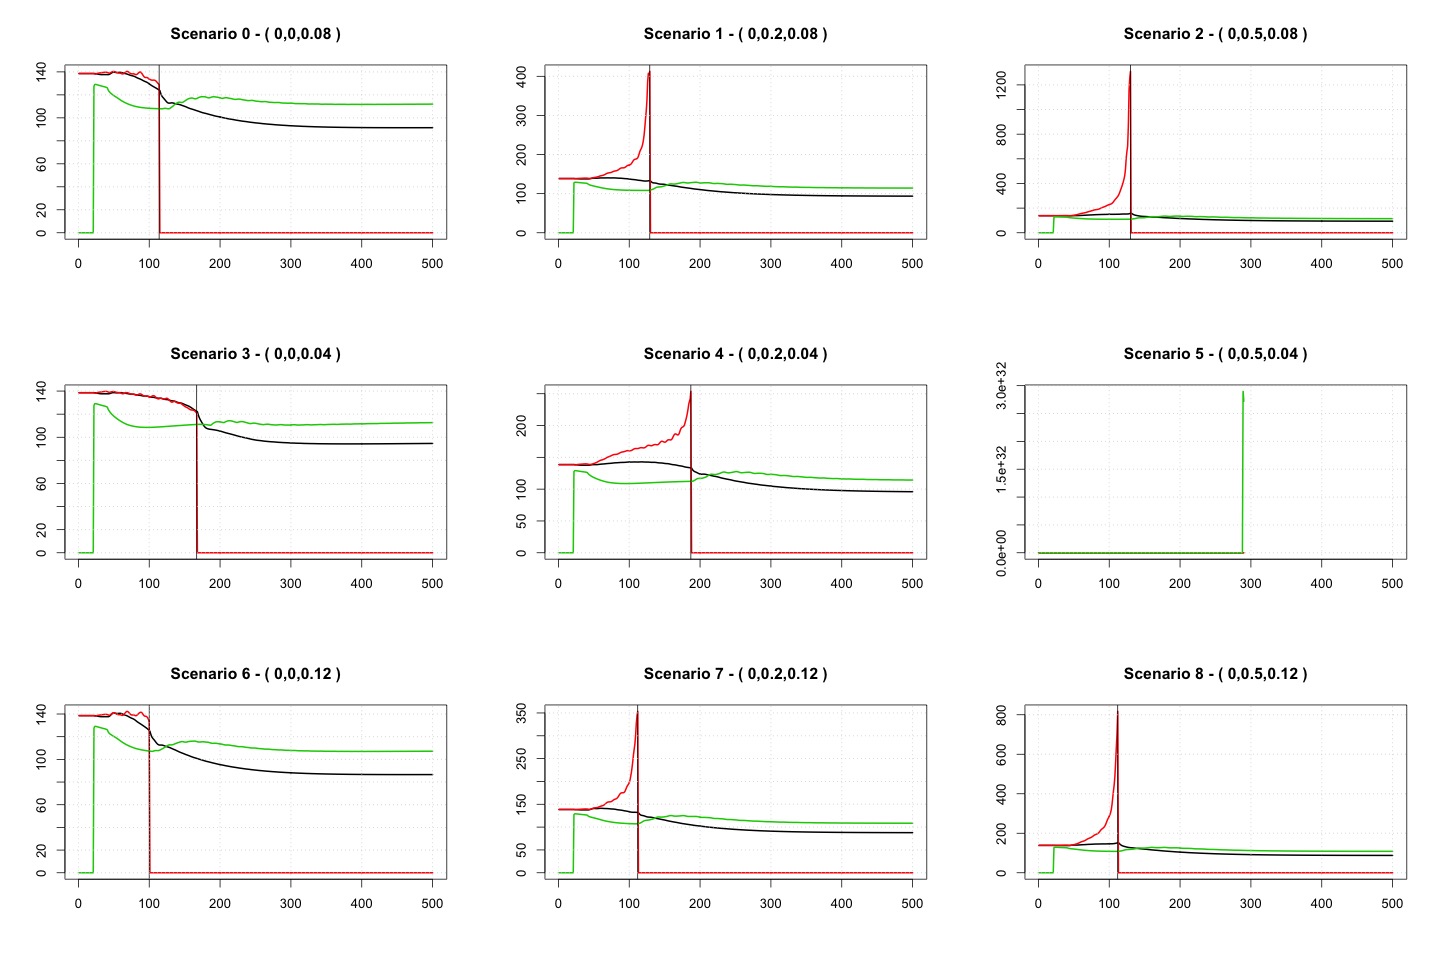 Scenario 0 - ( 0,0,0.08 )
0 20 60 100 140
0 100 200 300 400 500
Scenario 1 - ( 0,0.2,0.08 )
0 100 200 300 400
0 100 200 300 400 500
Scenario 2 - ( 0,0.5,0.08 )
0 400 800 1200
0 100 200 300 400 500
Scenario 3 - ( 0,0,0.04 )
0 20 60 100 140
0 100 200 300 400 500
Scenario 4 - ( 0,0.2,0.04 )
0 50 100 200
0 100 200 300 400 500
Scenario 5 - ( 0,0.5,0.04 )
0.0e+00 1.5e+32 3.0e+32
0 100 200 300 400 500
Scenario 6 - ( 0,0,0.12 )
0 20 60 100 140
0 100 200 300 400 500
Scenario 7 - ( 0,0.2,0.12 )
0 50 150 250 350
0 100 200 300 400 500
Scenario 8 - ( 0,0.5,0.12 )
0 200 400 600 800
0 100 200 300 400 500